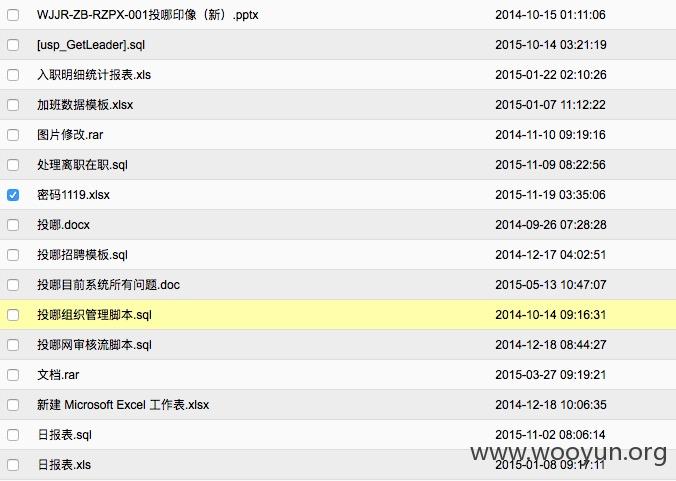 WJJR-ZB-RZPX-001投哪印像（新）.pptx 2014-10-15 01:11:06
[usp_GetLeader].sql 2015-10-14 03:21:19
入职明细统计报表.xls 2015-01-22 02:10:26
加班数据模板.xlsx 2015-01-07 11:12:22
图片修改.rar 2014-11-10 09:19:16
处理离职在职.sql 2015-11-09 08:22:56
密码1119.xlsx 2015-11-19 03:35:06
投哪.docx 2014-09-26 07:28:28
投哪招聘模板.sql 2014-12-17 04:02:51
投哪目前系统所有问题.doc 2015-05-13 10:47:07
投哪组织管理脚本.sql 2014-10-14 09:16:31
投哪网审核流脚本.sql 2014-12-18 08:44:27
文档.rar 2015-03-27 09:19:21
新建 Microsoft Excel 工作表.xlsx 2014-12-18 10:06:35
日报表.sql 2015-11-02 08:06:14
www.wooyun.org
日报表.xls 2015-01-08 09:17:11